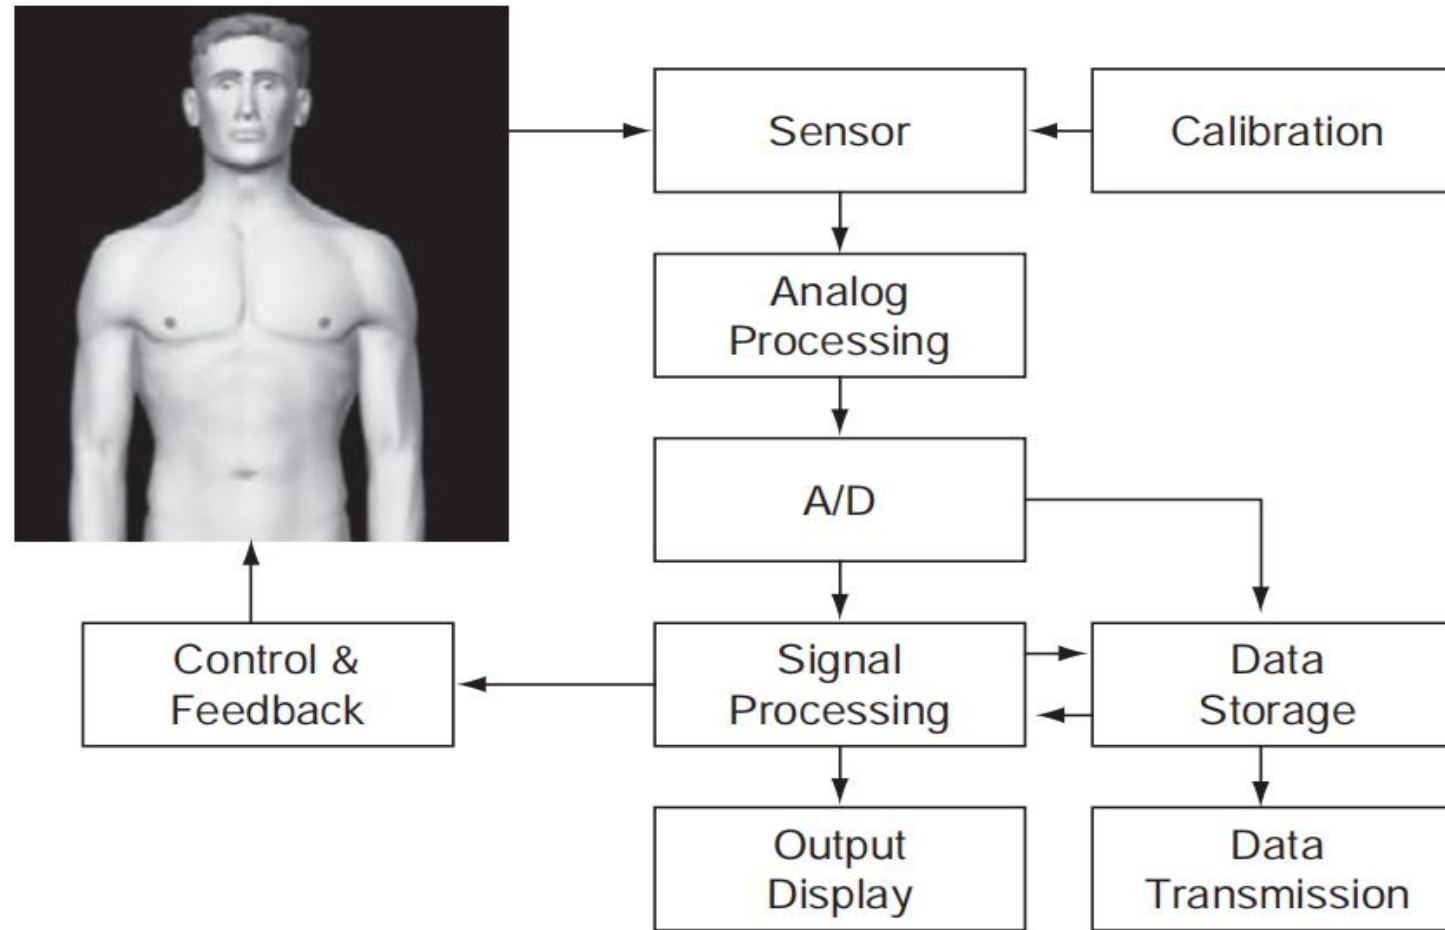 Sensor
Calibration
Analog
Processing
A/D
Control &
Feedback
Signal
Processing
Data
Storage
Output
Display
Data
Transmission